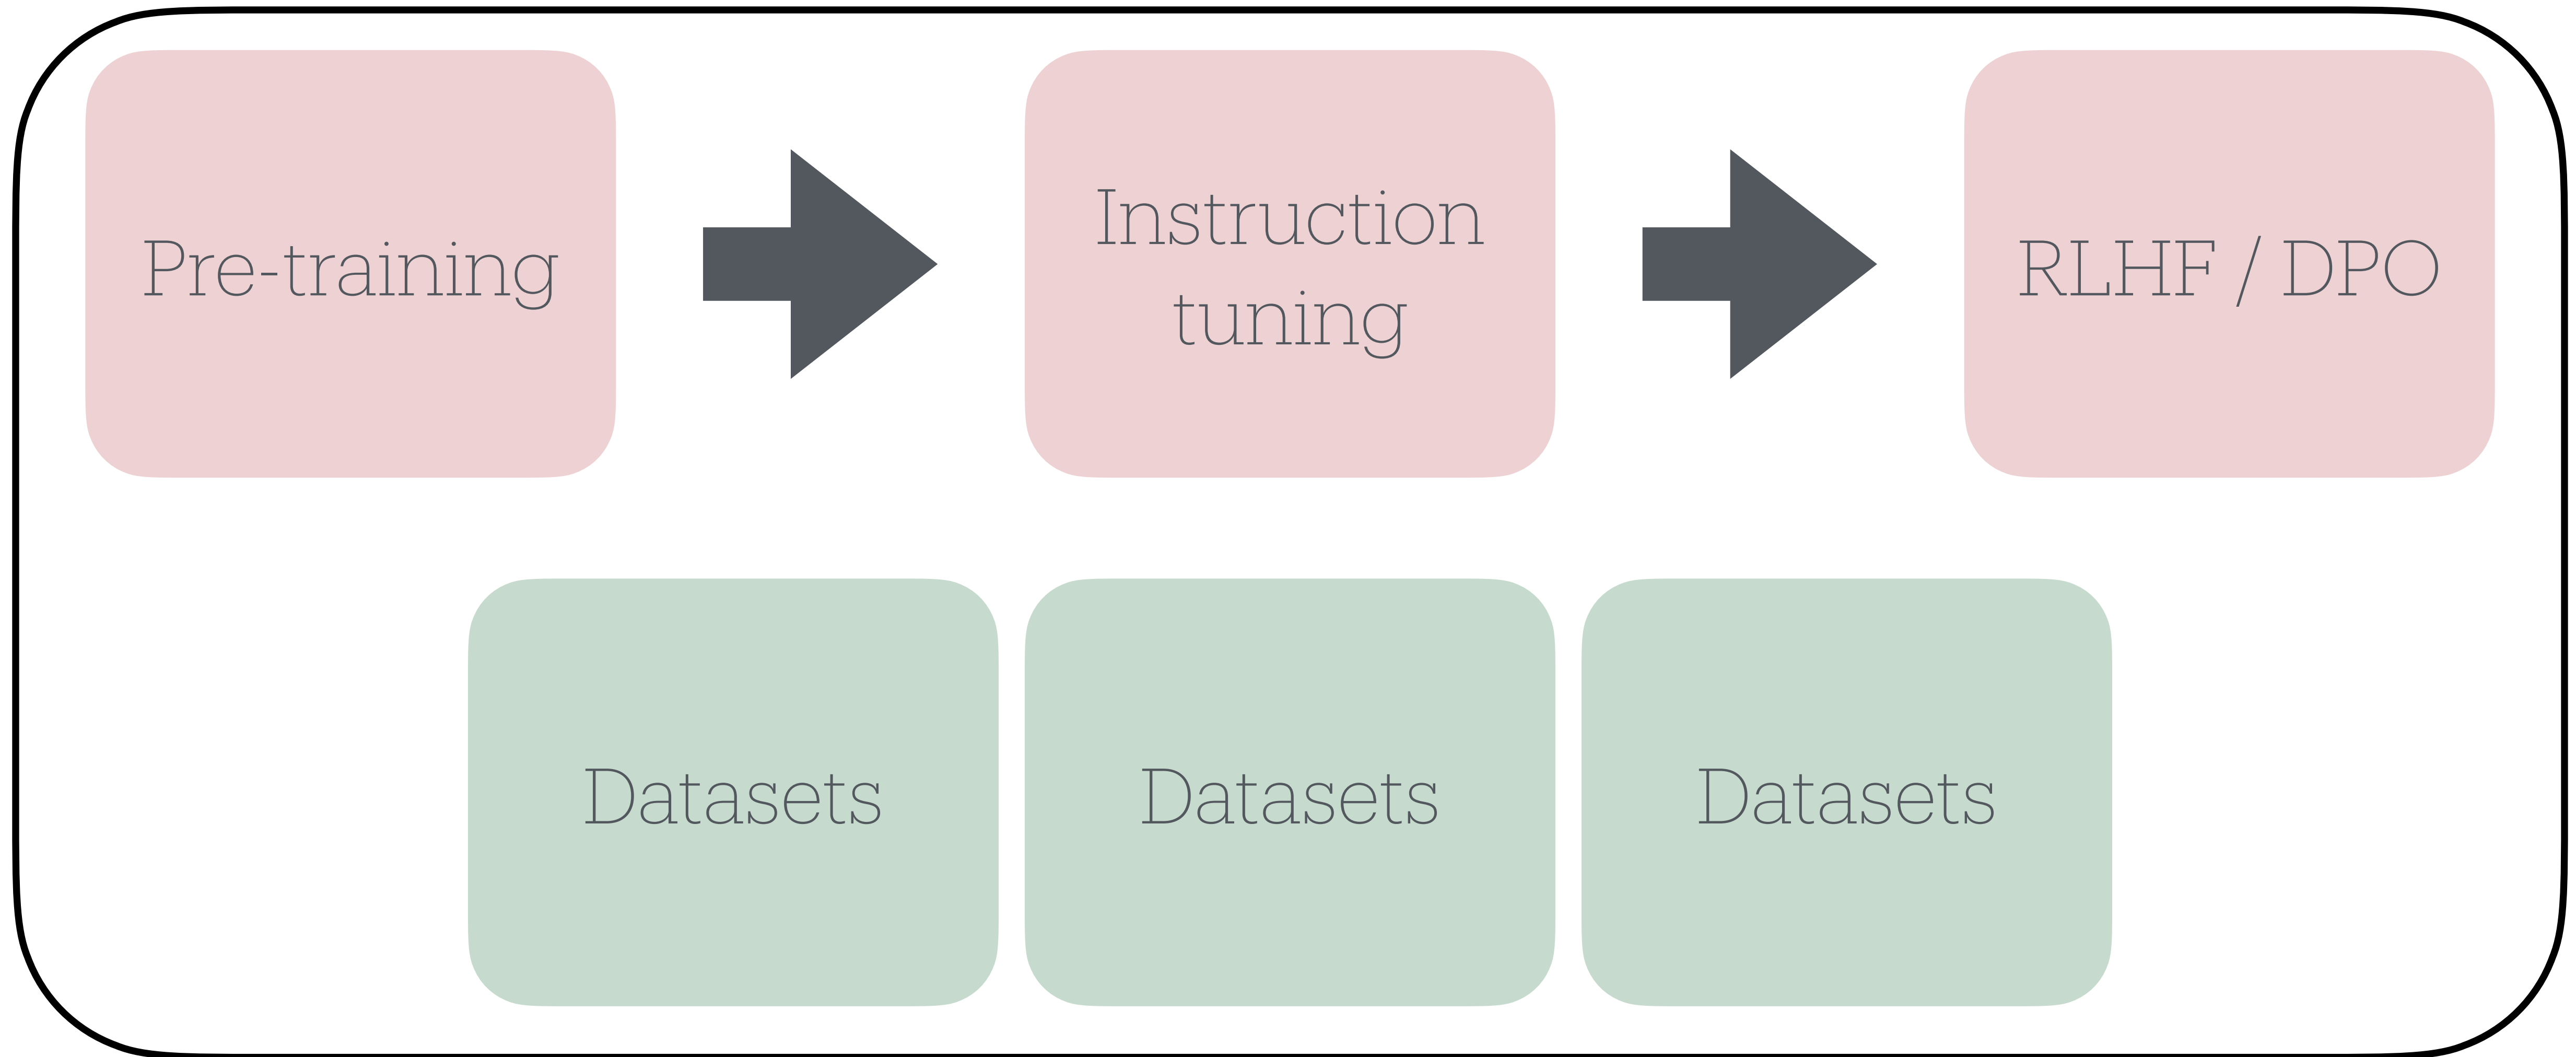 Pre-training
Instruction
tuning
RLHF / DPO
Datasets
Datasets
Datasets